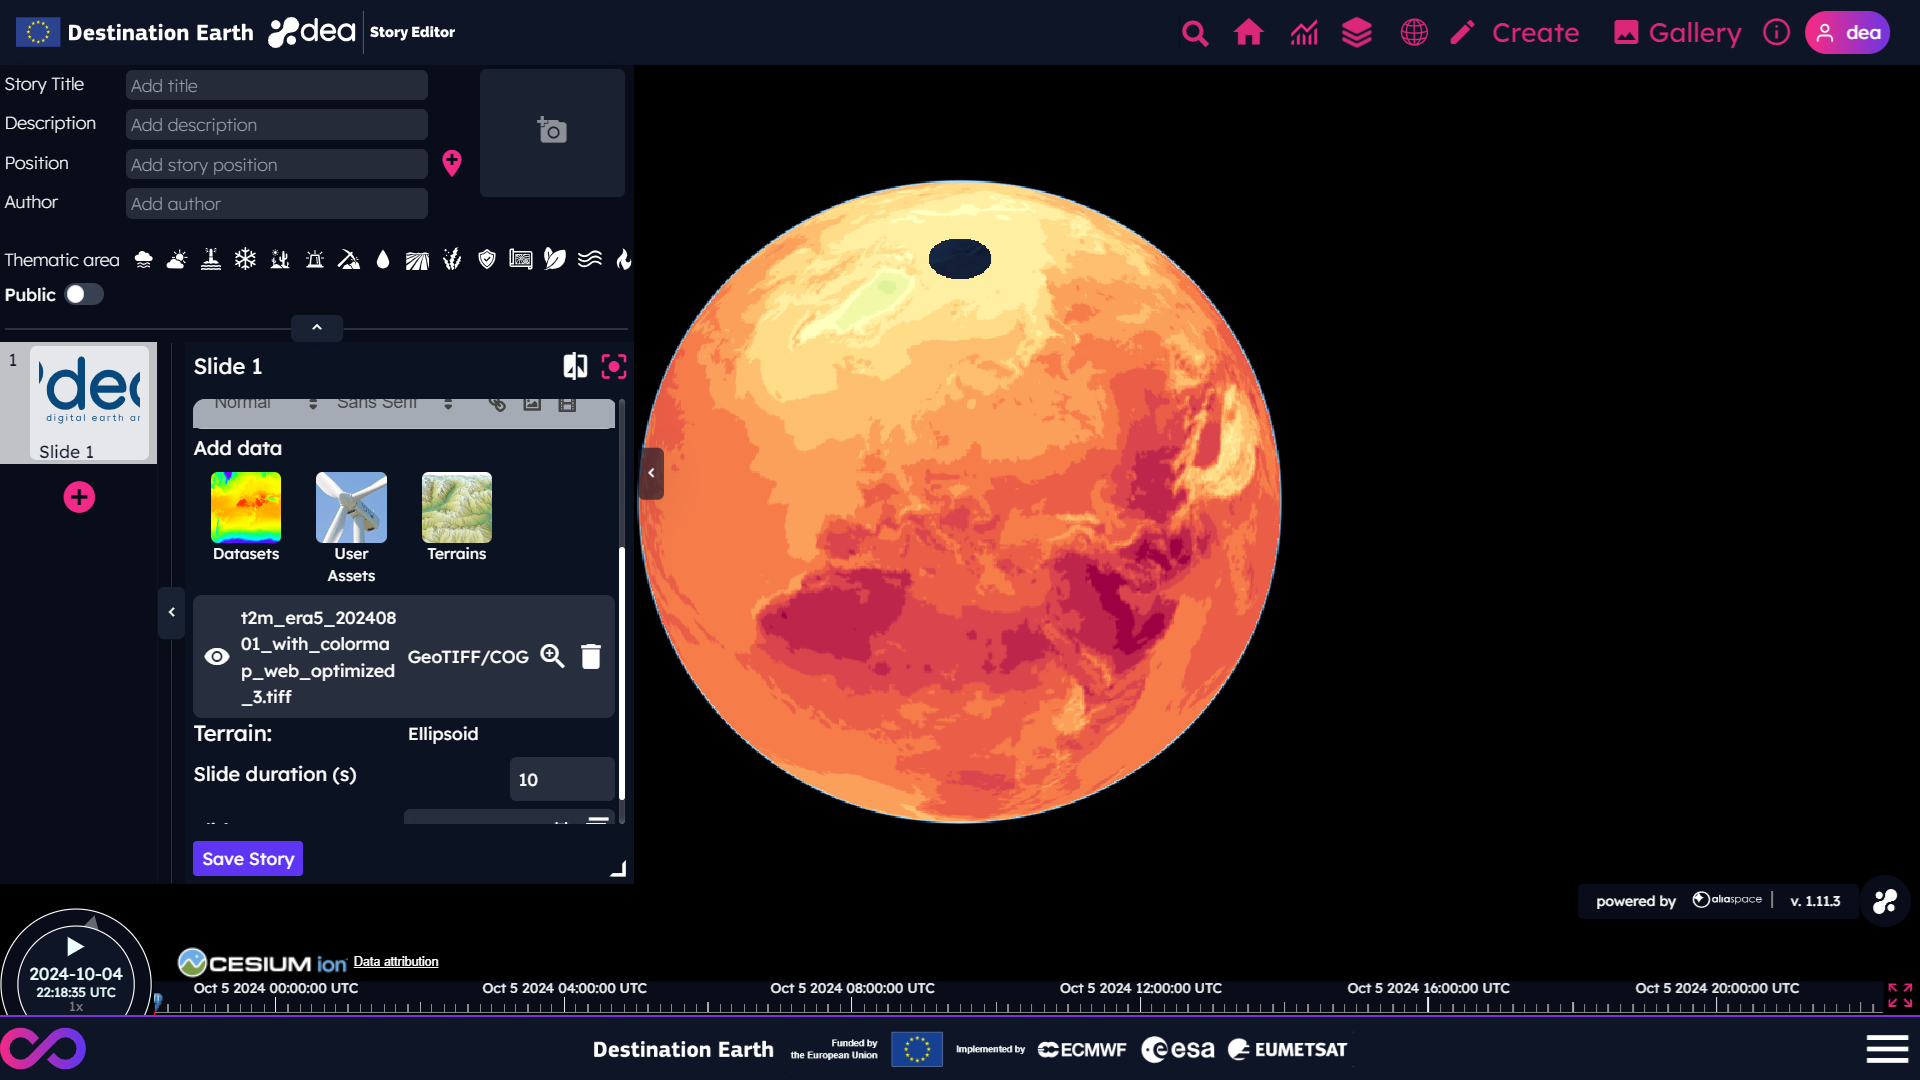 Destination Earth dea Story Editor
Create Gallery dea
Story Title Add title
Description Add description
Position Add story position
Author Add author
Thematic area
Public
1
dea
digital earth ar
Slide 1
Slide 1
Normal Sans Serif
Add data
Datasets User Assets Terrains
t2m_era5_202408
01_with_colorma
p_web_optimized
_3.tiff
GeoTIFF/COG
Terrain: Ellipsoid
Slide duration (s) 10
Save Story
powered by aliaspace v. 1.11.3
2024-10-04
22:18:35 UTC
1x
CESIUM ion Data attribution
Oct 5 2024 00:00:00 UTC Oct 5 2024 04:00:00 UTC Oct 5 2024 08:00:00 UTC Oct 5 2024 12:00:00 UTC Oct 5 2024 16:00:00 UTC Oct 5 2024 20:00:00 UTC
Destination Earth Funded by
the European Union Implemented by ECMWF esa EUMETSAT